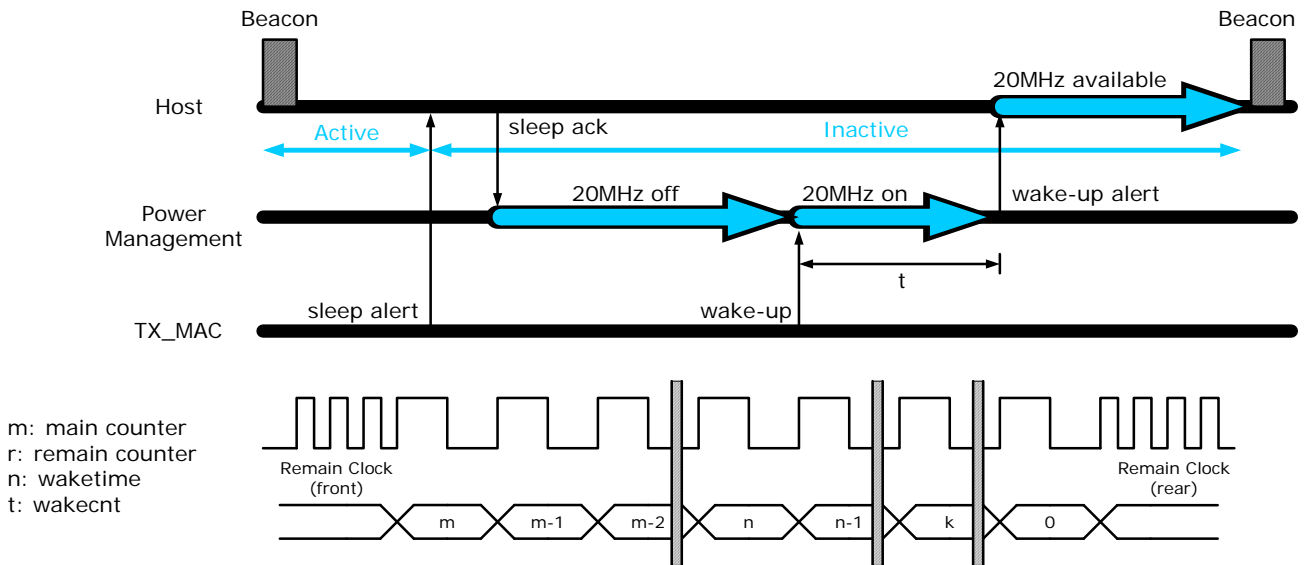 Beacon
Beacon
20MHz available
Host
Active
sleep ack
Inactive
20MHz off
20MHz on
wake-up alert
Power
Management
t
sleep alert
wake-up
TX_MAC
m: main counter
r: remain counter
n: waketime
t: wakecnt
Remain Clock
(front)
Remain Clock
(rear)
m
m-1
m-2
n
n-1
k
0